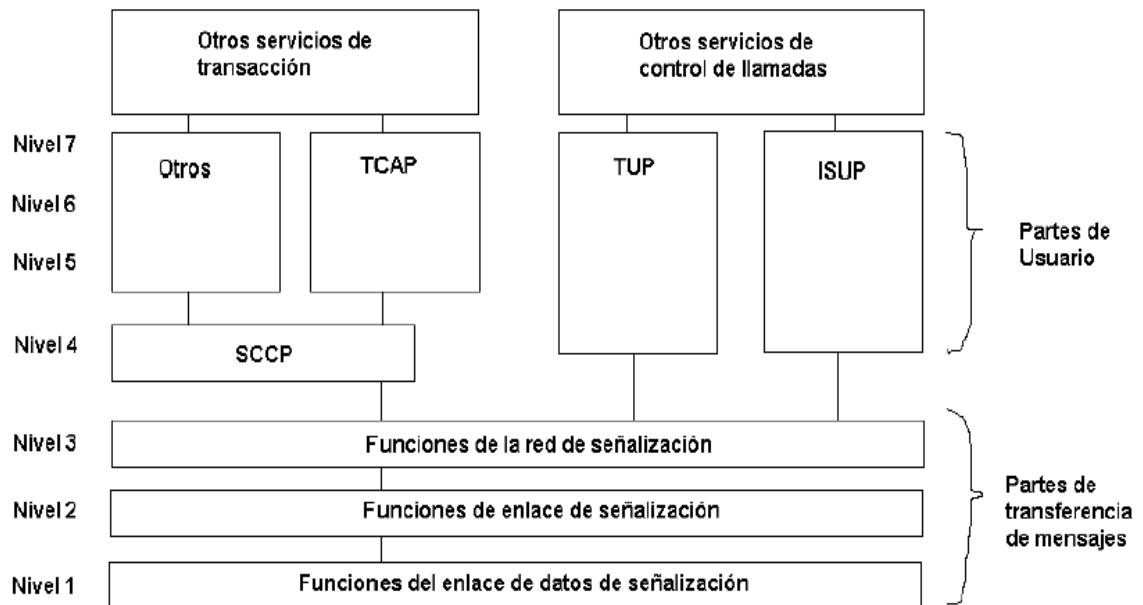 Otros servicios de
transacción
Otros servicios de
control de llamadas
Nivel 7
Otros
TCAP
TUP
ISUP
Nivel 6
Partes de
Usuario
Nivel 5
Nivel 4
SCCP
Nivel 3
Funciones de la red de señalización
Nivel 2
Funciones de enlace de señalización
Partes de
transferencia
de mensajes
Nivel 1
Funciones del enlace de datos de señalización